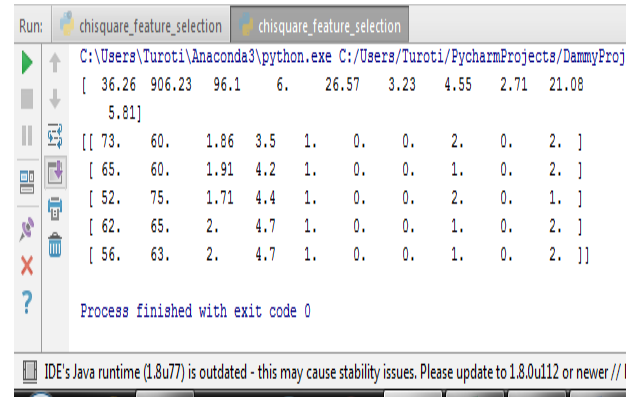 Run: chisquare_feature_selection chisquare_feature_selection
C:\Users\Turoti\Anaconda3\python.exe C:/Users/Turoti/PycharmProjects/DammyProj
[ 36.26 906.23 96.1 6. 26.57 3.23 4.55 2.71 21.08
5.81]
[[ 73. 60. 1.86 3.5 1. 0. 0. 2. 0. 2. ]
[ 65. 60. 1.91 4.2 1. 0. 0. 1. 0. 2. ]
[ 52. 75. 1.71 4.4 1. 0. 0. 2. 0. 1. ]
[ 62. 65. 2. 4.7 1. 0. 0. 1. 0. 2. ]
[ 56. 63. 2. 4.7 1. 0. 0. 1. 0. 2. ]]
Process finished with exit code 0
IDE's Java runtime (1.8u77) is outdated - this may cause stability issues. Please update to 1.8.0u112 or newer //